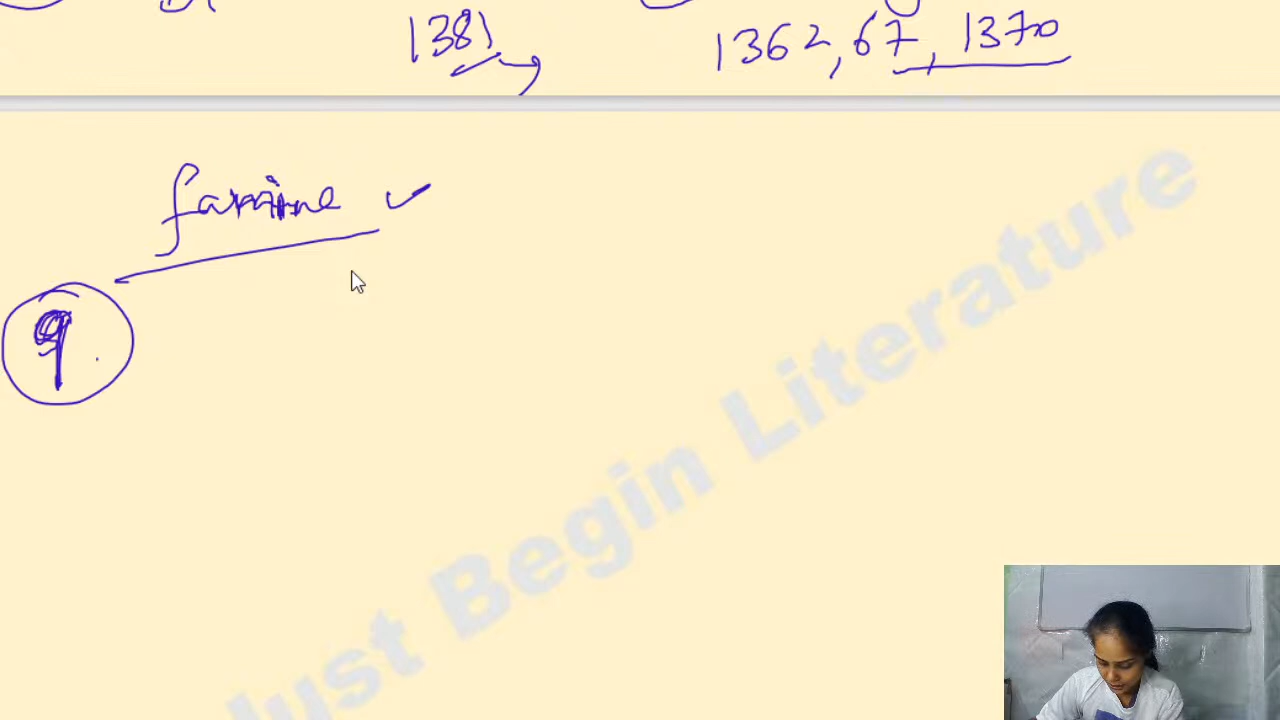 1381
1362, 67, 1370
famine
9.
Just Begin Literature